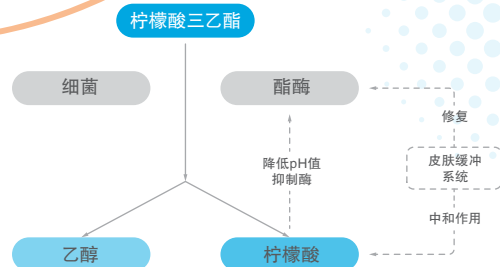 柠檬酸三乙酯
细菌
酯酶
修复
降低pH值
抑制酶
皮肤缓冲
系统
中和作用
乙醇
柠檬酸